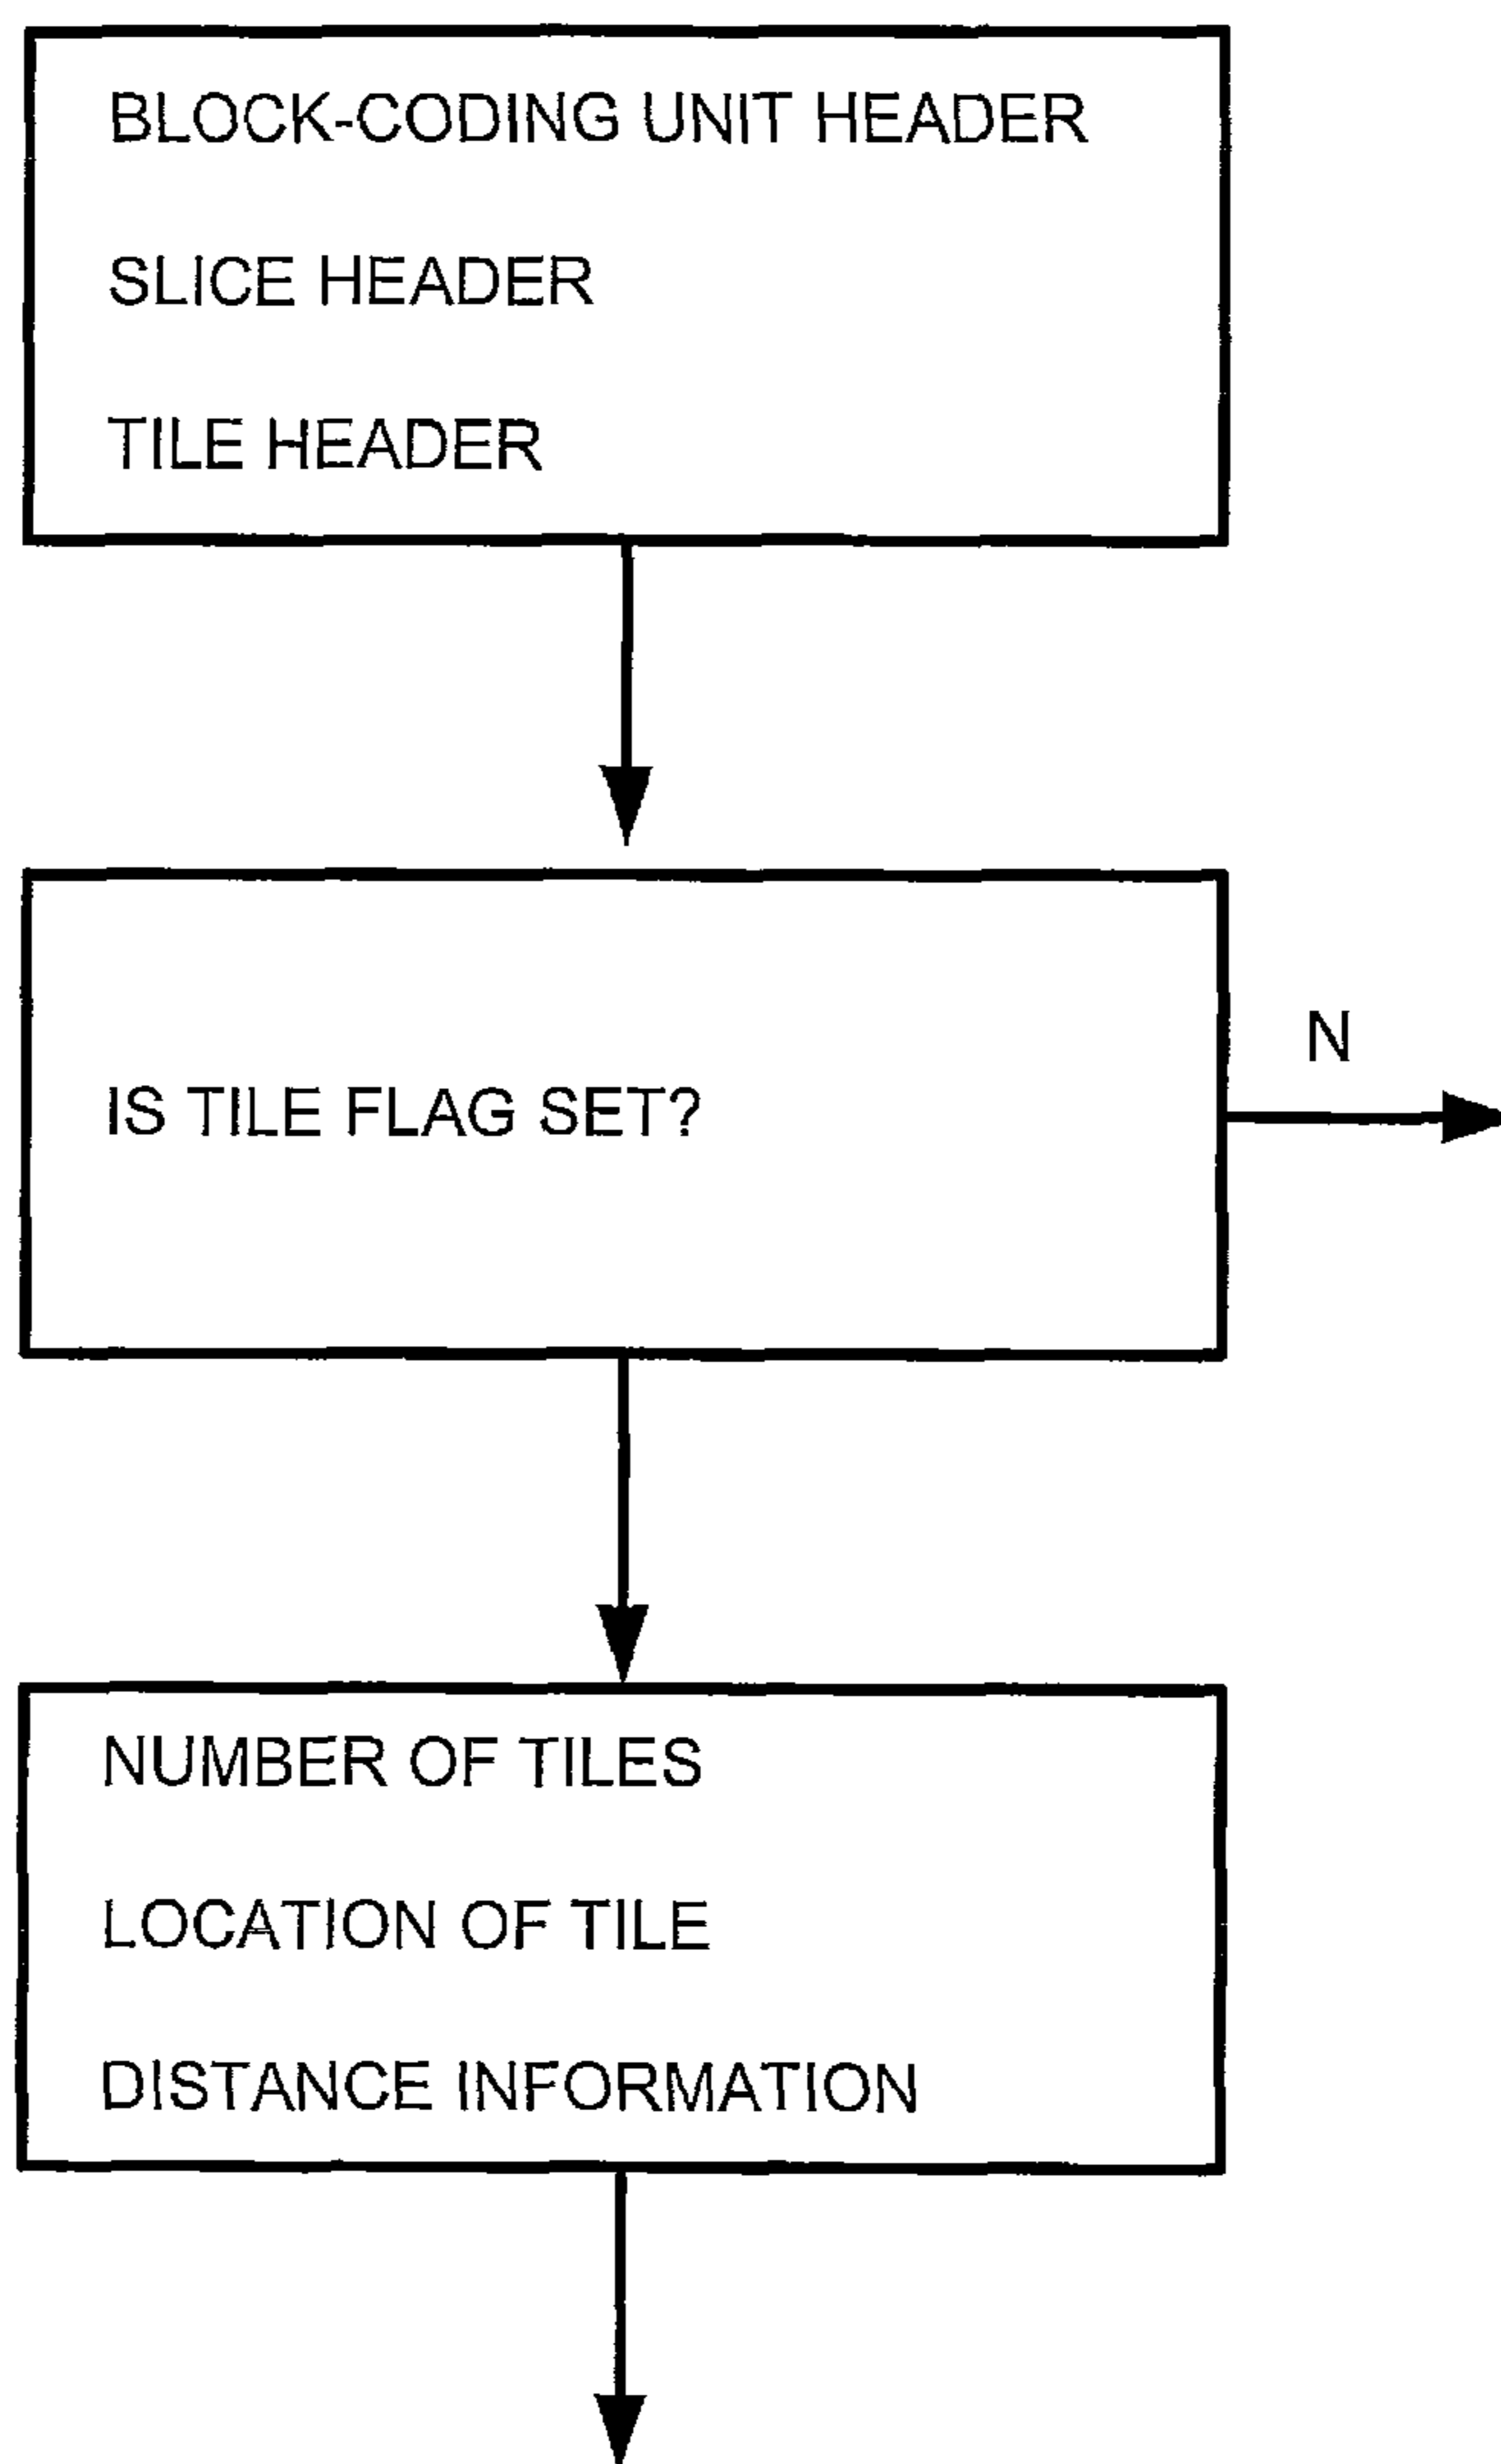 BLOCK-CODING UNIT HEADER
SLICE HEADER
TILE HEADER
N
IS TILE FLAG SET?
NUMBER OF TILES
LOCATION OF TILE
DISTANCE INFORMATION